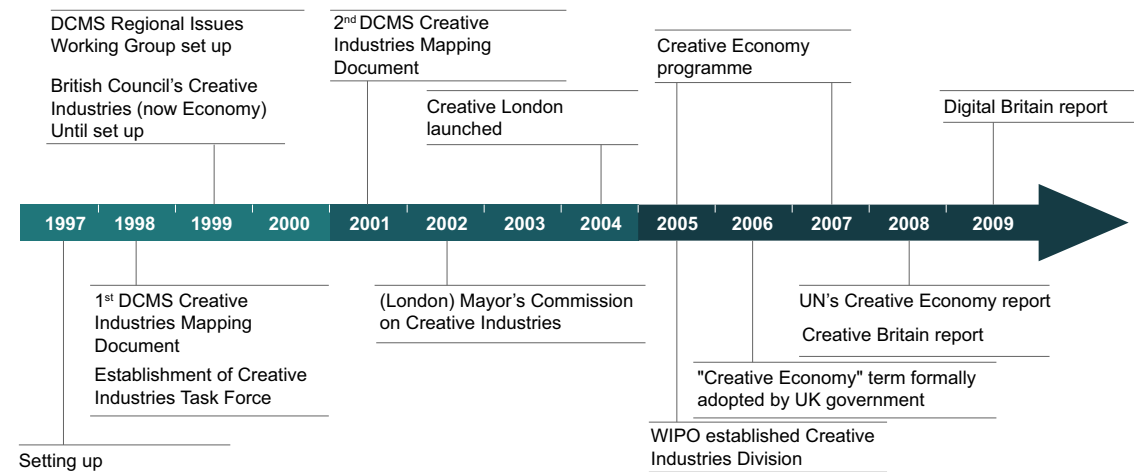 DCMS Regional Issues
Working Group set up
British Council's Creative
Industries (now Economy)
Until set up
2nd DCMS Creative
Industries Mapping
Document
Creative London
launched
Creative Economy
programme
Digital Britain report
1997 1998 1999 2000 2001 2002 2003 2004 2005 2006 2007 2008 2009
1st DCMS Creative
Industries Mapping
Document
Establishment of Creative
Industries Task Force
(London) Mayor's Commission
on Creative Industries
UN's Creative Economy report
Creative Britain report
"Creative Economy" term formally
adopted by UK government
WIPO established Creative
Industries Division
Setting up